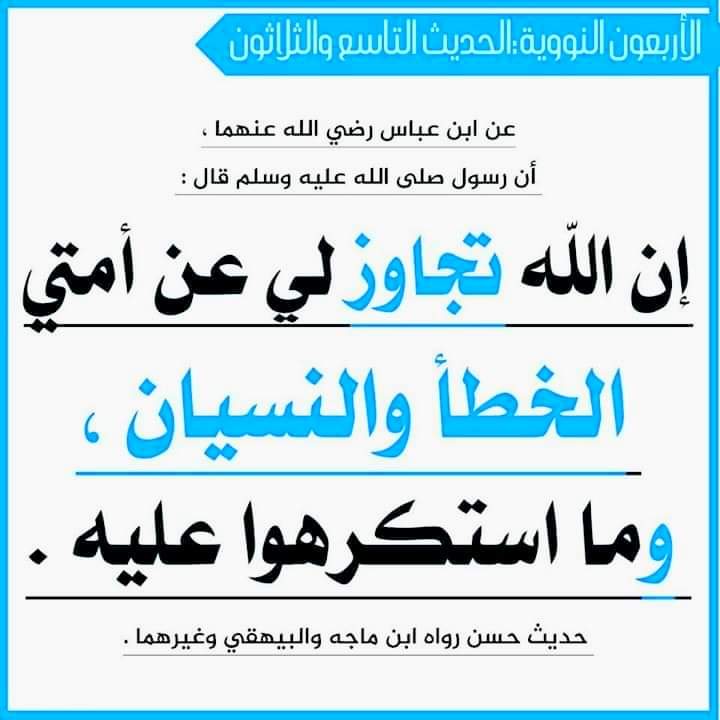 الأربعون النووية:الحديث التاسع والثلاثون
عن ابن عباس رضي الله عنهما ،
أن رسول صلى الله عليه وسلم قال :
إن اللّه تجاوز لي عن أمتي
الخطأ والنسيان ،
وما استكرهوا عليه .
حديث حسن رواه ابن ماجه والبيهقي وغيرهما .